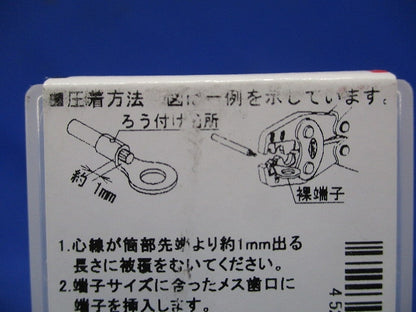 ■圧着方法 図は一例を示しています。
ろう付け箇所
約1mm
裸端子
1.心線が筒部先端より約1mm出る
長さに被覆をむいてください。
2.端子サイズに合ったメス歯口に
端子を挿入します。
4 55